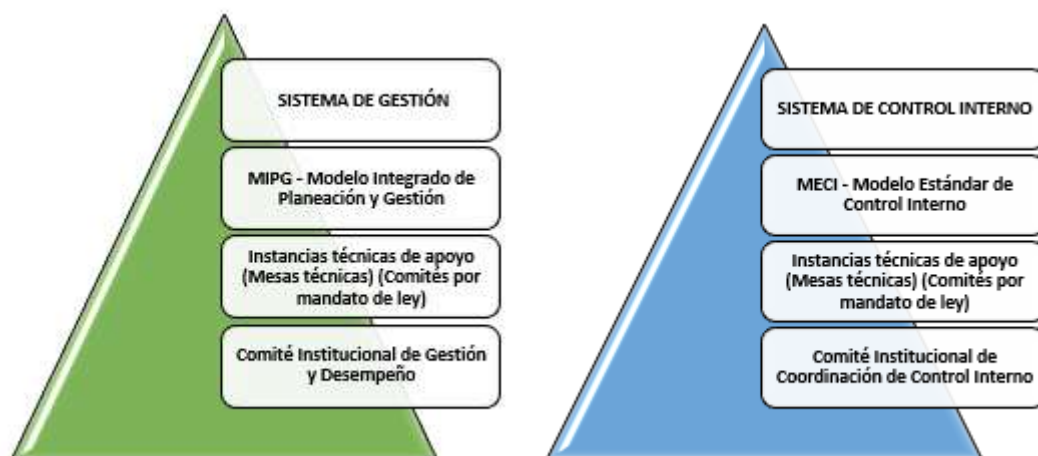 SISTEMA DE GESTIÓN
MIPG - Modelo Integrado de
Planeación y Gestión
Instancias técnicas de apoyo
(Mesas técnicas) (Comités por
mandato de ley)
Comité Institucional de Gestión
y Desempeño
SISTEMA DE CONTROL INTERNO
MECI - Modelo Estándar de
Control Interno
Instancias técnicas de apoyo
(Mesas técnicas) (Comités por
mandato de ley)
Comité Institucional de
Coordinación de Control Interno